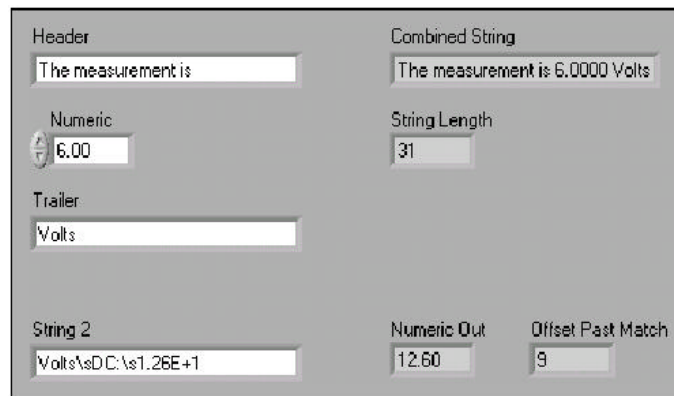 Header
The measurement is
Combined String
The measurement is 6.0000 Volts
Numeric
6.00
String Length
31
Trailer
Volts
String 2
Volts\sDC:\s1.26E+1
Numeric Out
12.60
Offset Past Match
9